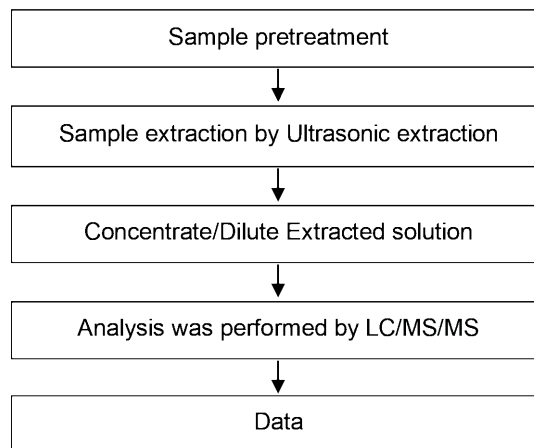 Sample pretreatment
Sample extraction by Ultrasonic extraction
Concentrate/Dilute Extracted solution
Analysis was performed by LC/MS/MS
Data